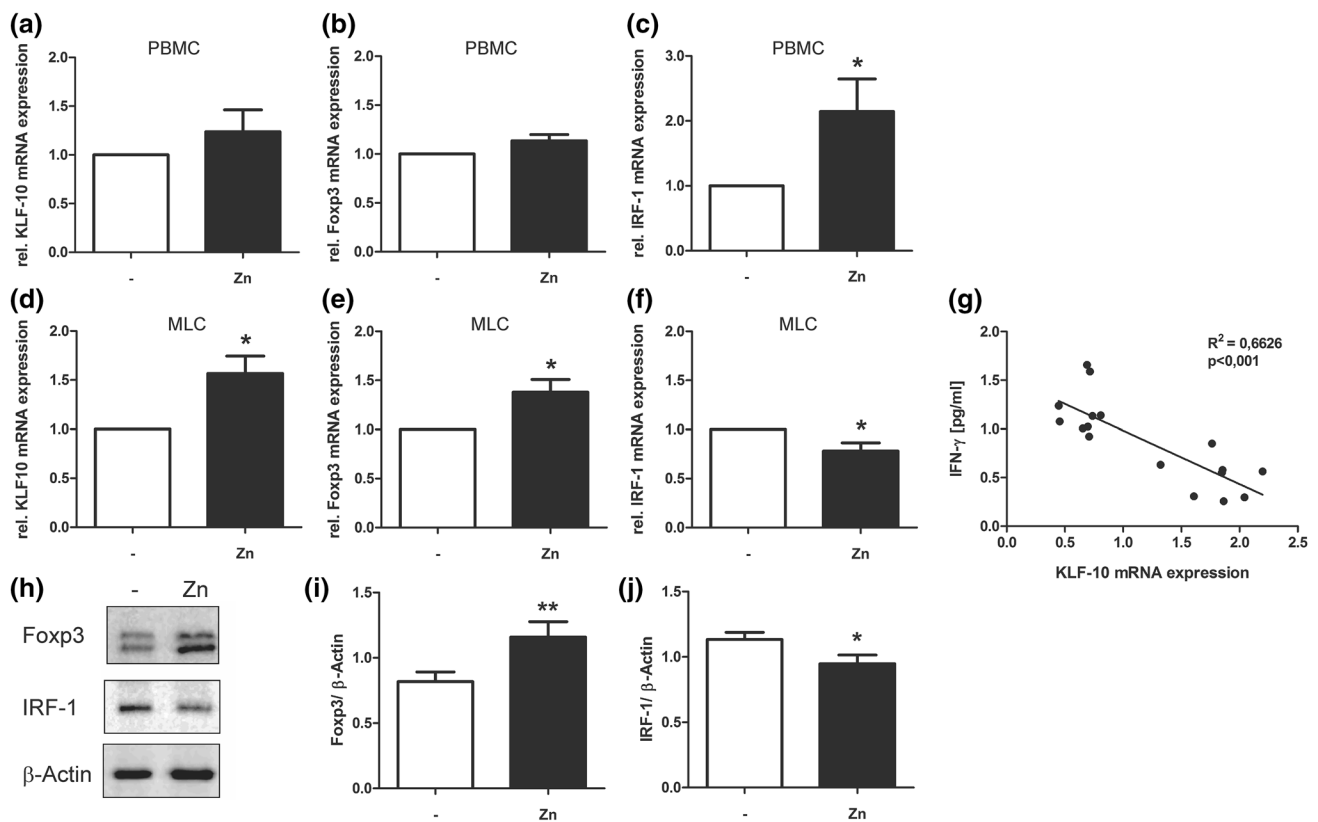 (a)
PBMC
rel. KLF-10 mRNA expression
2.0
1.5
1.0
0.5
0.0
-
Zn
(b)
PBMC
rel. Foxp3 mRNA expression
2.0
1.5
1.0
0.5
0.0
-
Zn
(c)
PBMC
rel. IRF-1 mRNA expression
3.0
2.0
1.0
0.0
*
-
Zn
(d)
MLC
rel. KLF10 mRNA expression
2.0
1.5
1.0
0.5
0.0
*
-
Zn
(e)
MLC
rel. Foxp3 mRNA expression
2.0
1.5
1.0
0.5
0.0
*
-
Zn
(f)
MLC
rel. IRF-1 mRNA expression
2.0
1.5
1.0
0.5
0.0
*
-
Zn
(g)
IFN-γ [pg/ml]
2.0
1.5
1.0
0.5
0.0
R² = 0,6626
p<0,001
0.0 0.5 1.0 1.5 2.0 2.5
KLF-10 mRNA expression
(h)
- Zn
Foxp3
IRF-1
β-Actin
(i)
Foxp3/ β-Actin
1.5
1.0
0.5
0.0
**
-
Zn
(j)
IRF-1/ β-Actin
1.5
1.0
0.5
0.0
*
-
Zn